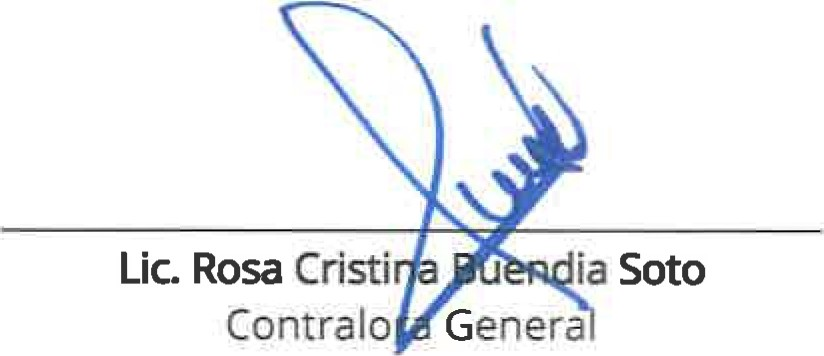 Lic. Rosa Cristina Buendia Soto
Contralora General